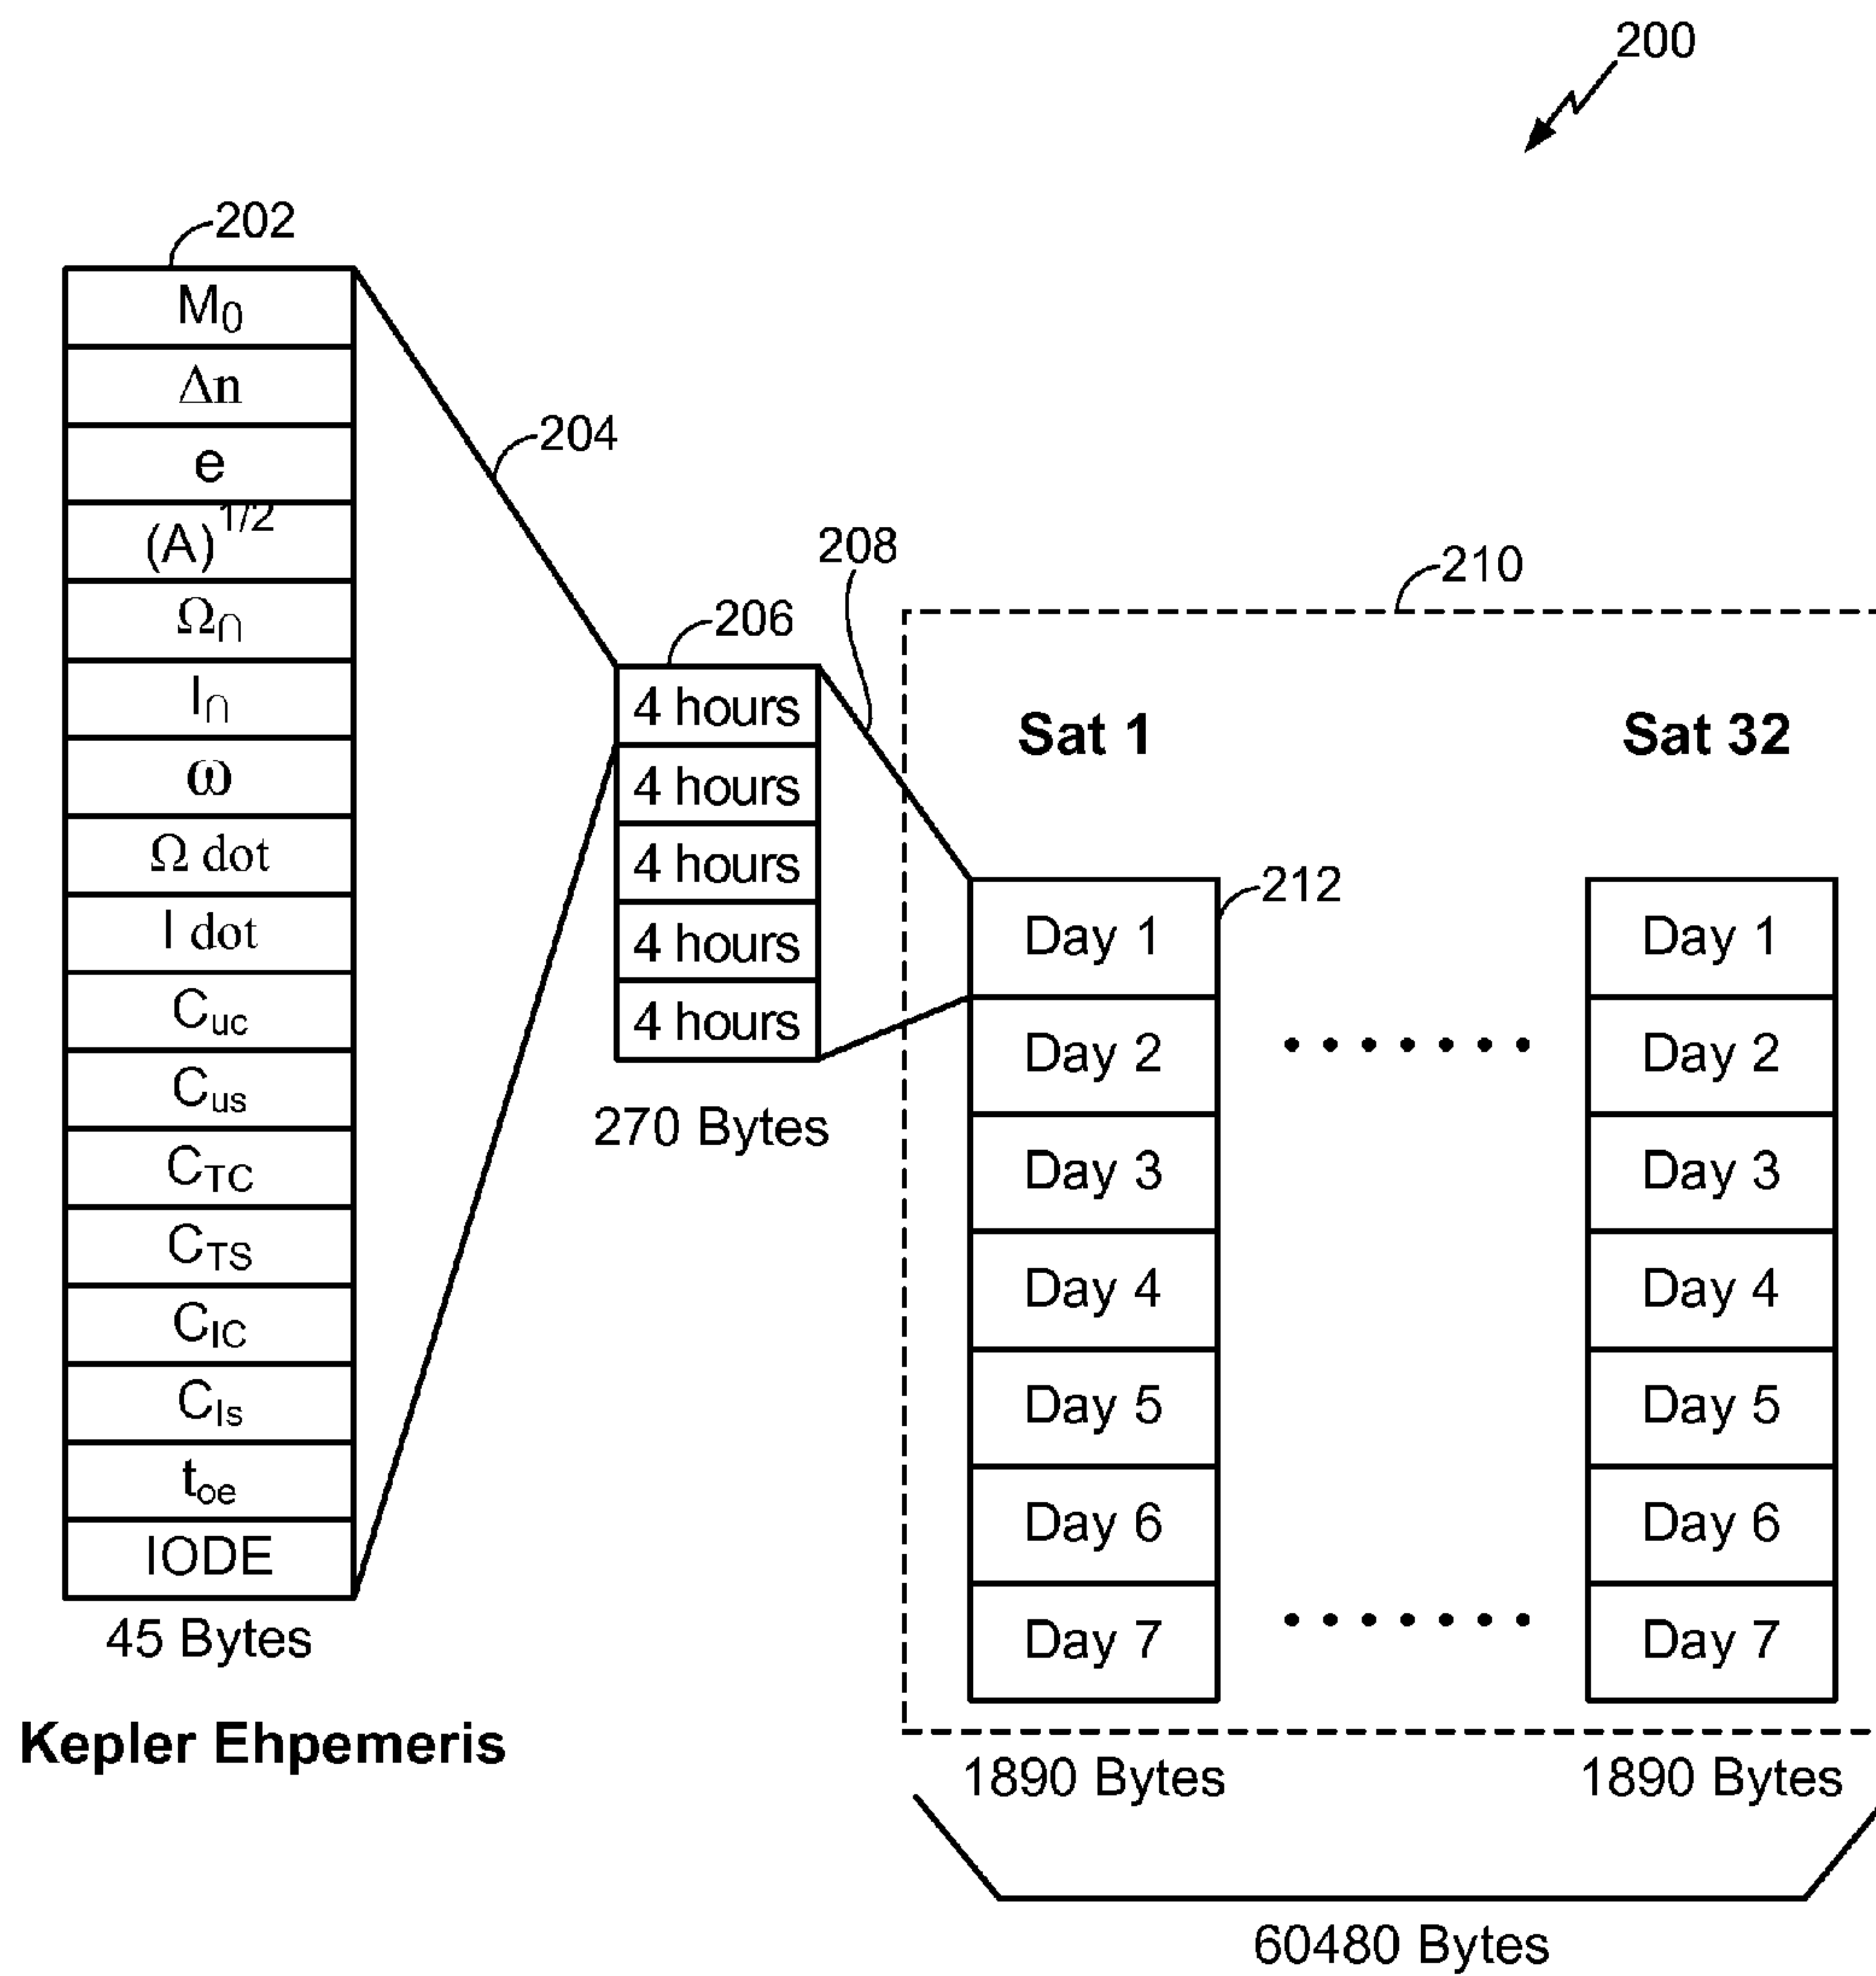 200
202
M0
Δn
e
(A)1/2
Ω∩
I∩
ω
Ω dot
I dot
Cuc
Cus
CTC
CTS
CIC
CIs
toe
IODE
45 Bytes
Kepler Ehpemeris
204
206
4 hours
4 hours
4 hours
4 hours
4 hours
270 Bytes
208
210
Sat 1
Sat 32
212
Day 1
Day 2
Day 3
Day 4
Day 5
Day 6
Day 7
Day 1
Day 2
Day 3
Day 4
Day 5
Day 6
Day 7
1890 Bytes
1890 Bytes
60480 Bytes